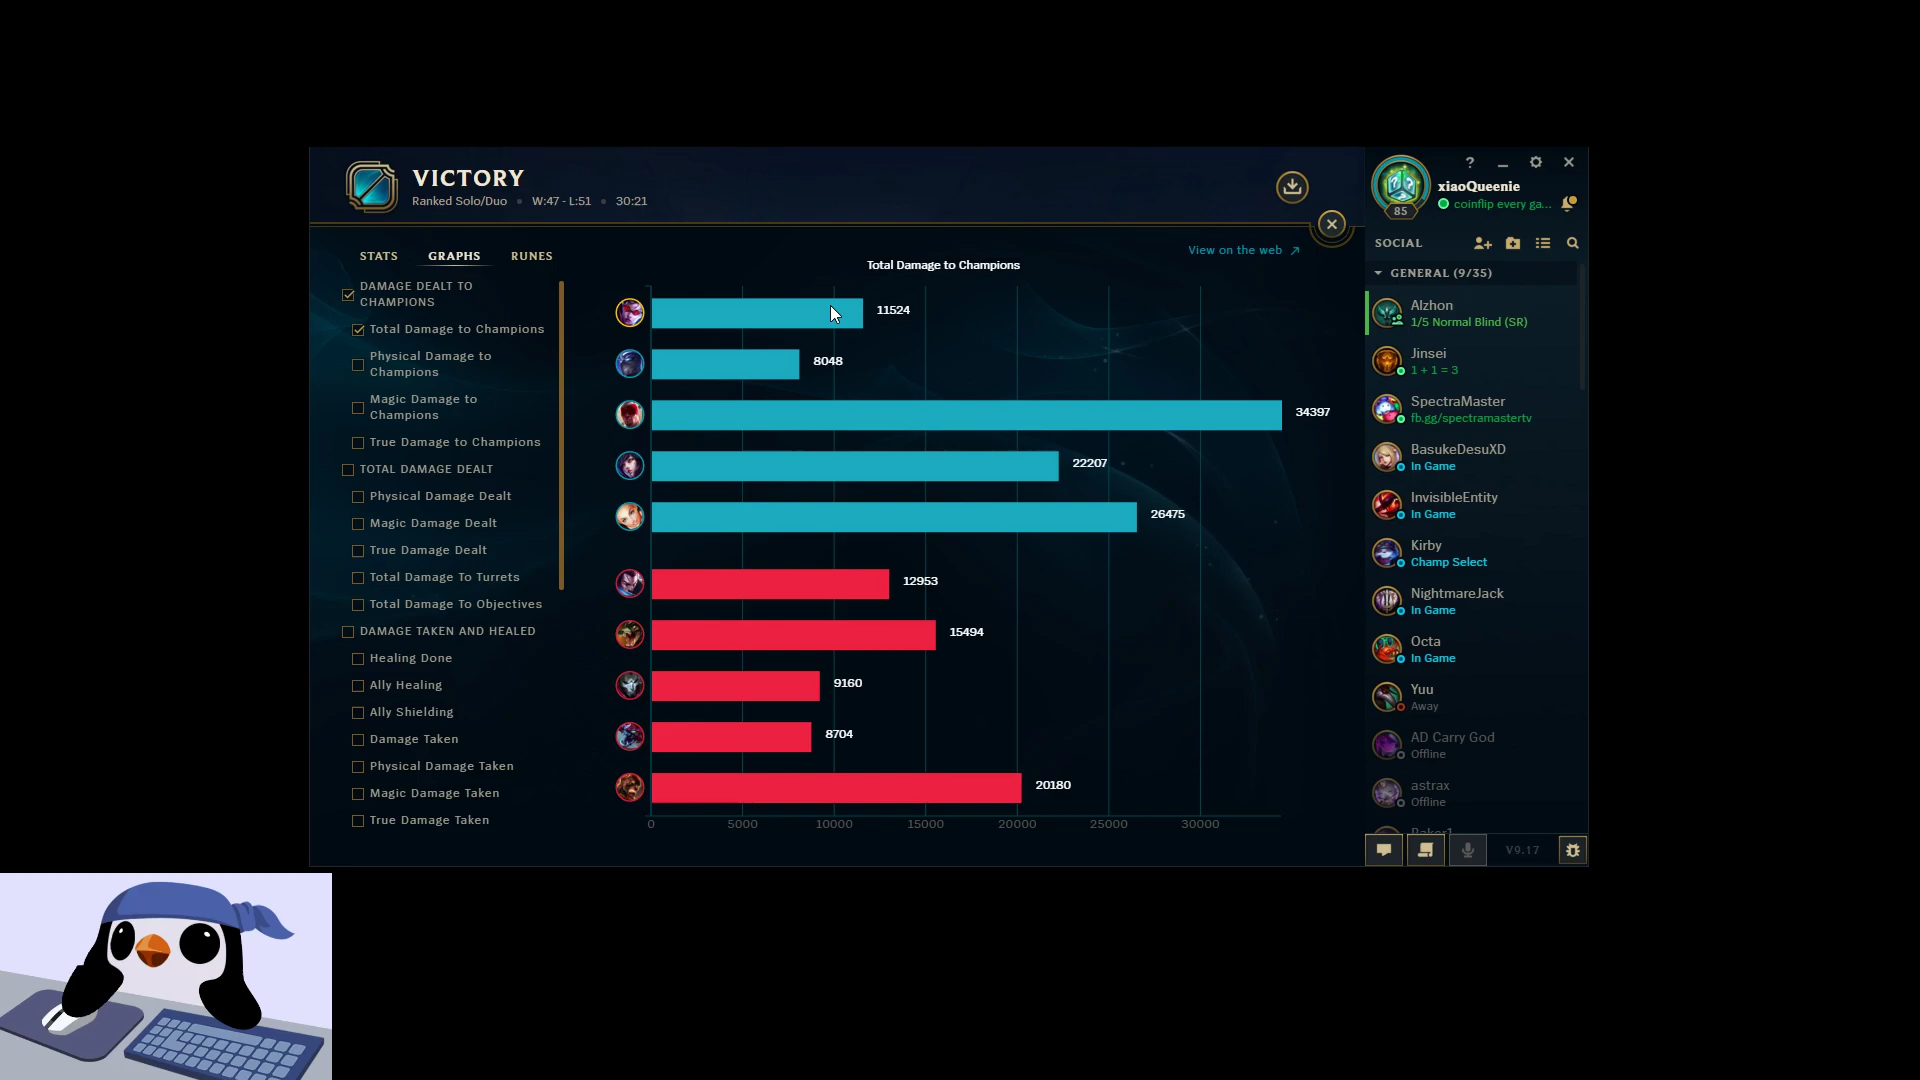 VICTORY
Ranked Solo/Duo • W:47 - L:51 • 30:21
STATS GRAPHS RUNES
View on the web
DAMAGE DEALT TO
CHAMPIONS
Total Damage to Champions
Physical Damage to
Champions
Magic Damage to
Champions
True Damage to Champions
TOTAL DAMAGE DEALT
Physical Damage Dealt
Magic Damage Dealt
True Damage Dealt
Total Damage To Turrets
Total Damage To Objectives
DAMAGE TAKEN AND HEALED
Healing Done
Ally Healing
Ally Shielding
Damage Taken
Physical Damage Taken
Magic Damage Taken
True Damage Taken
Total Damage to Champions
11524
8048
34397
22207
26475
12953
15494
9160
8704
20180
0 5000 10000 15000 20000 25000 30000
?
85
xiaoQueenie
coinflip every ga...
SOCIAL
GENERAL (9/35)
Alzhon
1/5 Normal Blind (SR)
Jinsei
1 + 1 = 3
SpectraMaster
fb.gg/spectramastertv
BasukeDesuXD
In Game
InvisibleEntity
In Game
Kirby
Champ Select
NightmareJack
In Game
Octa
In Game
Yuu
Away
AD Carry God
Offline
astrax
Offline
V9.17